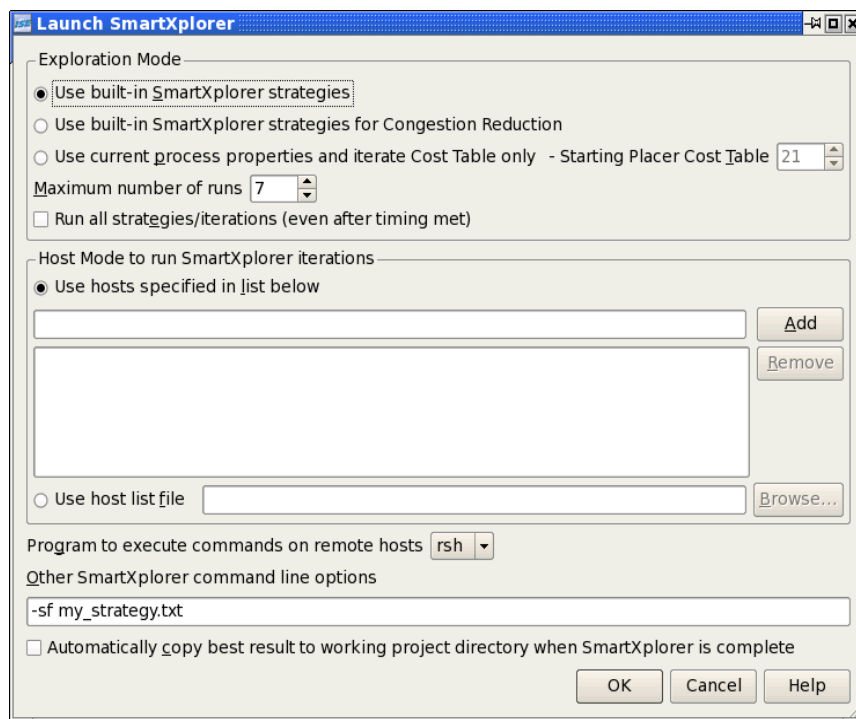 ISE Launch SmartXplorer
Exploration Mode
Use built-in SmartXplorer strategies
Use built-in SmartXplorer strategies for Congestion Reduction
Use current process properties and iterate Cost Table only - Starting Placer Cost Table 21
Maximum number of runs 7
Run all strategies/iterations (even after timing met)
Host Mode to run SmartXplorer iterations
Use hosts specified in list below
Add
Remove
Use host list file Browse...
Program to execute commands on remote hosts rsh
Other SmartXplorer command line options
-sf my_strategy.txt
Automatically copy best result to working project directory when SmartXplorer is complete
OK Cancel Help